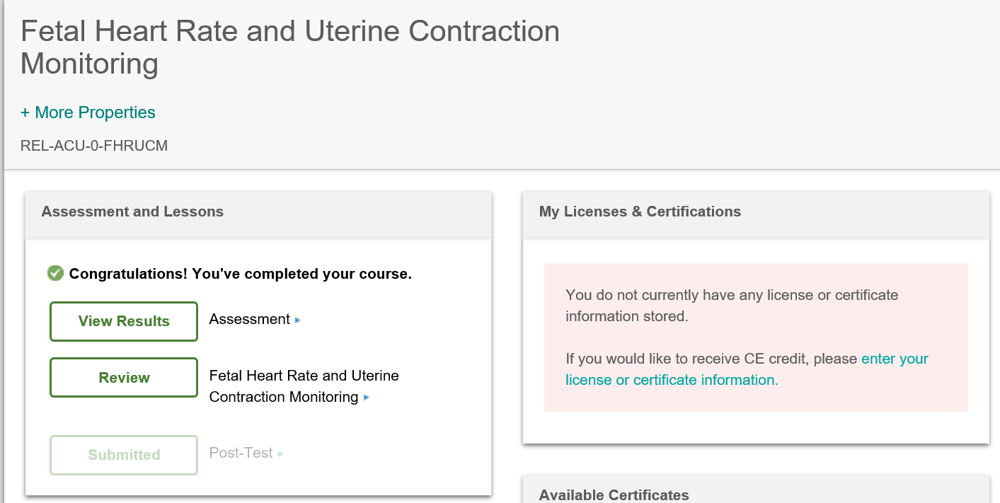 Fetal Heart Rate and Uterine Contraction
Monitoring
+ More Properties
REL-ACU-0-FHRUCM
Assessment and Lessons
Congratulations! You've completed your course.
View Results
Assessment
Review
Fetal Heart Rate and Uterine
Contraction Monitoring
Submitted
Post-Test
My Licenses & Certifications
You do not currently have any license or certificate
information stored.
If you would like to receive CE credit, please enter your
license or certificate information.
Available Certificates